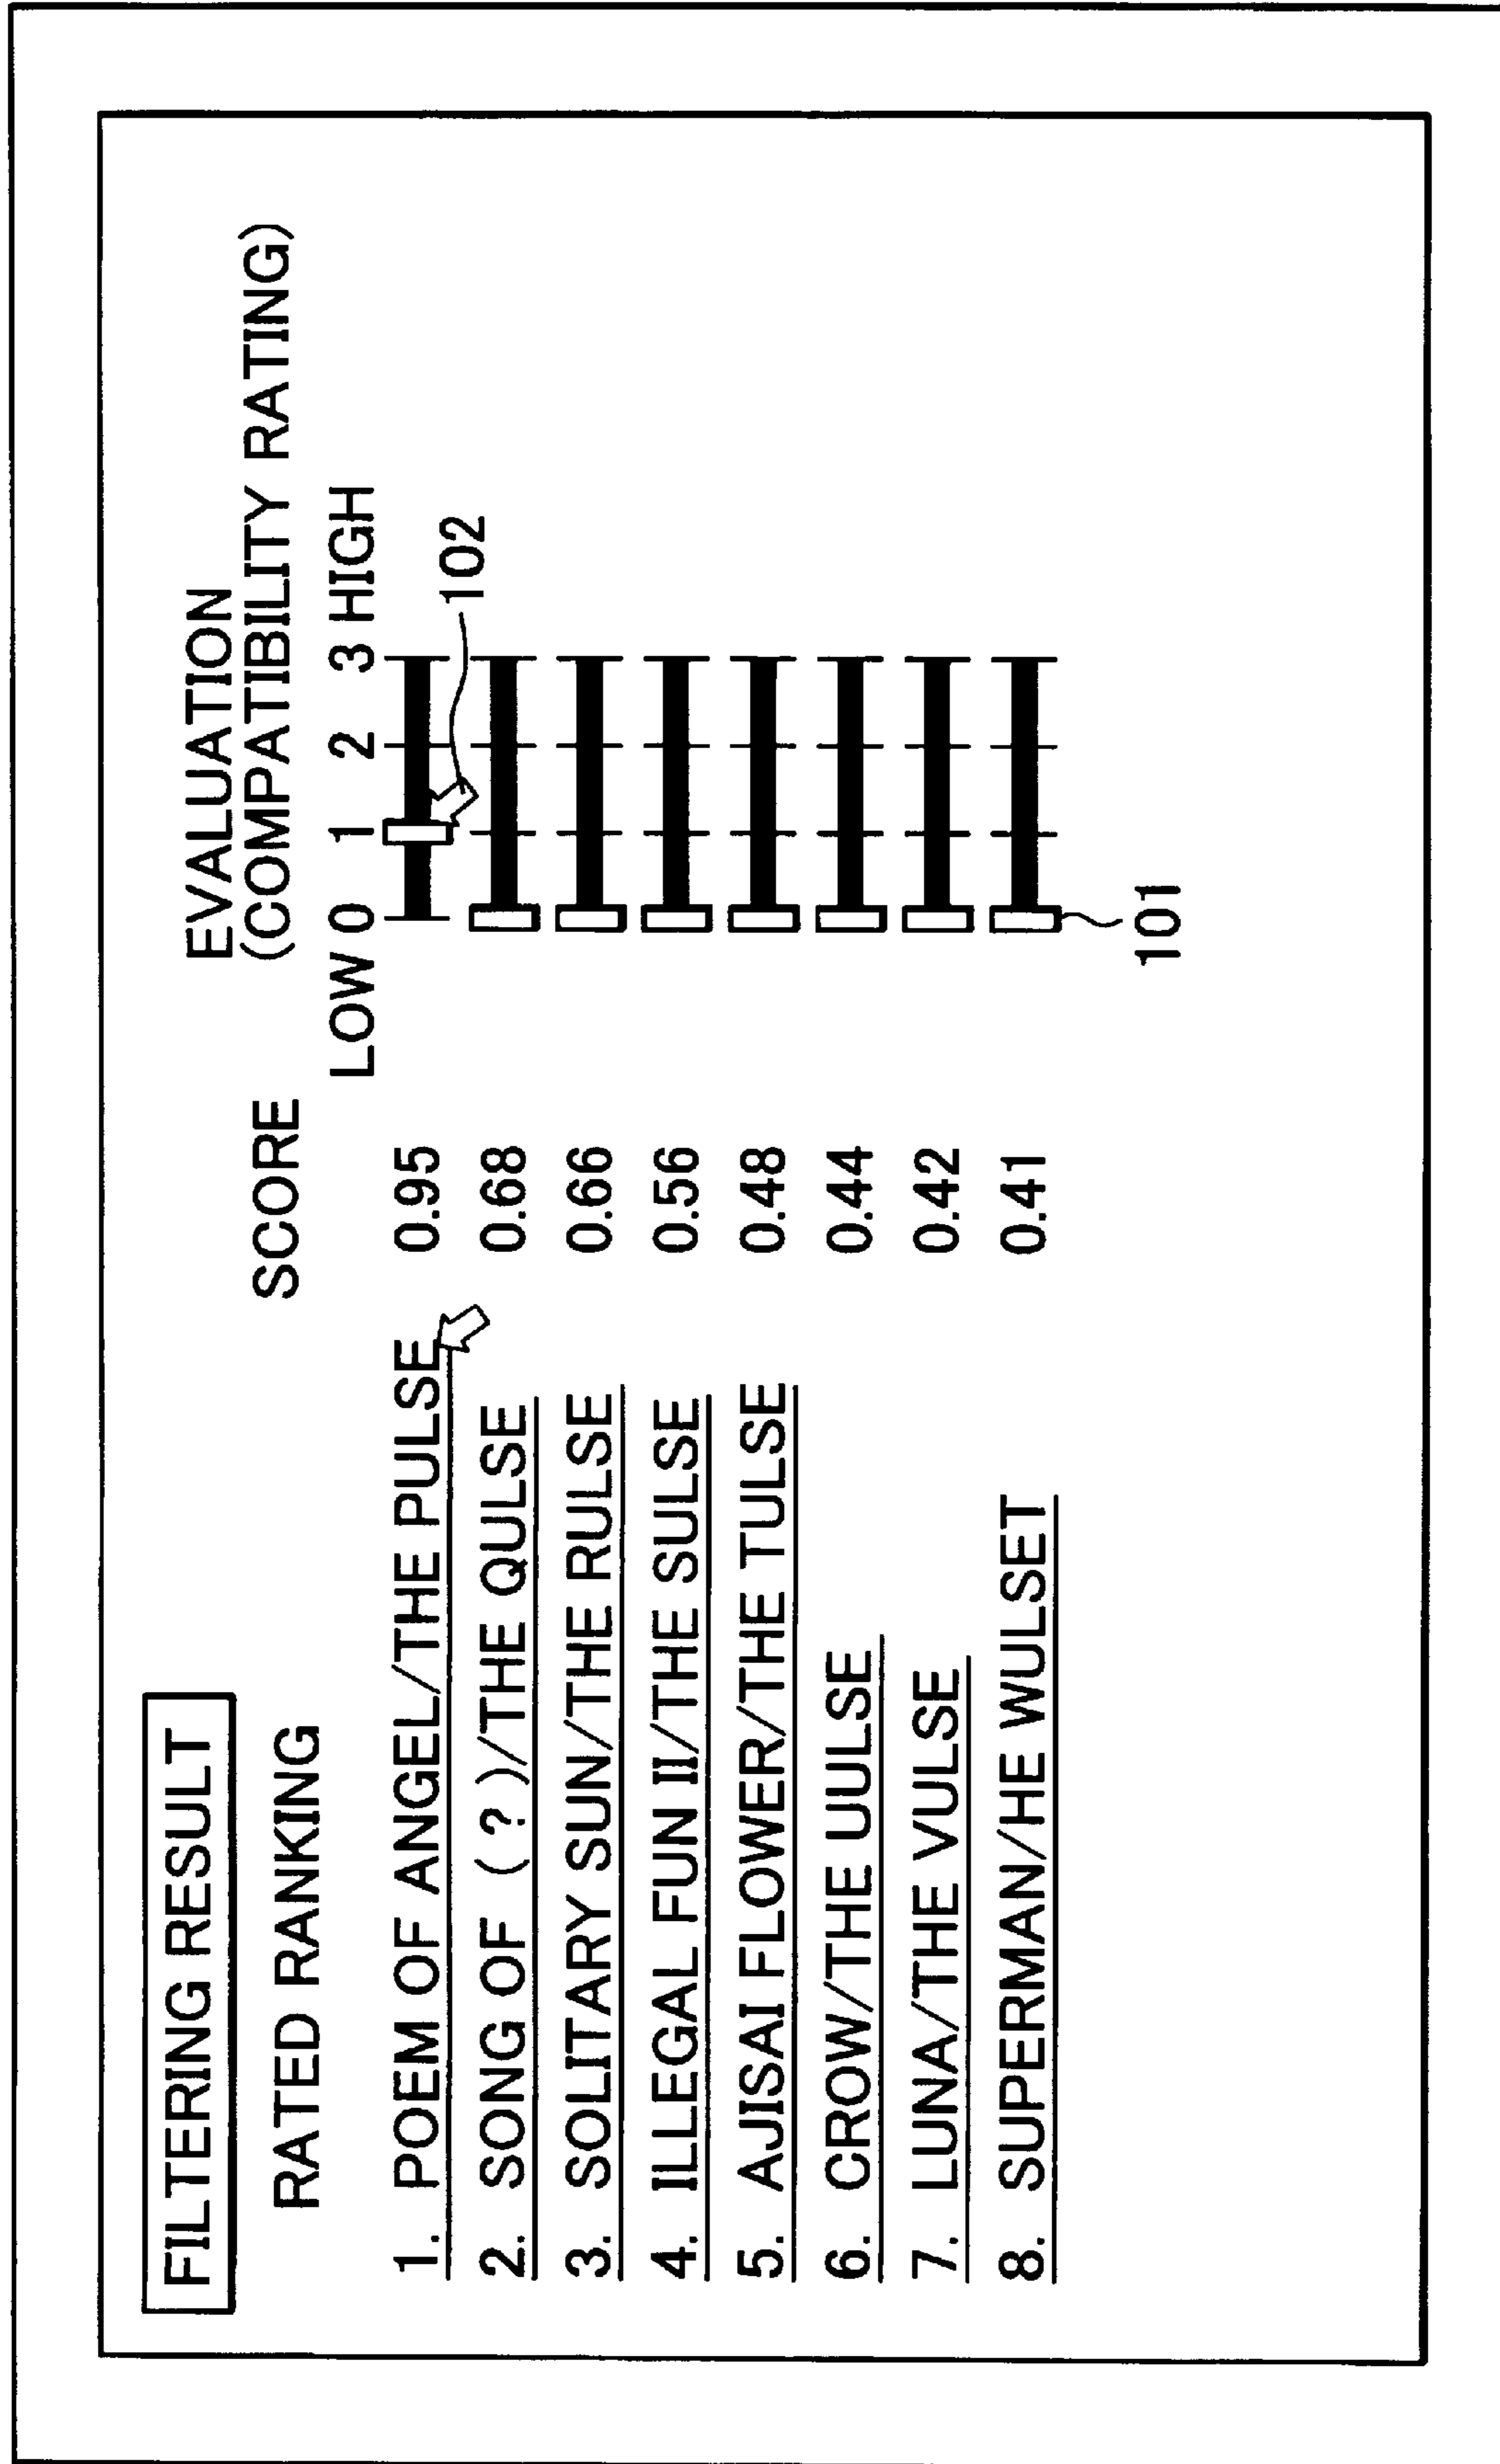 FILTERING RESULT
EVALUATION
RATED RANKING SCORE (COMPATIBILITY RATING)
LOW 0 1 2 3 HIGH
1. POEM OF ANGEL/THE PULSE 0.95
102
2. SONG OF (?)/THE QULSE 0.68
3. SOLITARY SUN/THE RULSE 0.66
4. ILLEGAL FUN II/THE SULSE 0.56
5. AJISAI FLOWER/THE TULSE 0.48
6. CROW/THE UULSE 0.44
7. LUNA/THE VULSE 0.42
8. SUPERMAN/HE WULSET 0.41
101